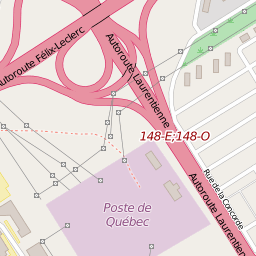 Autoroute Félix-Leclerc
Autoroute Laurentienne
148-E;148-O
Rue de la Concorde
Autoroute Laurentienne
Poste de
Québec